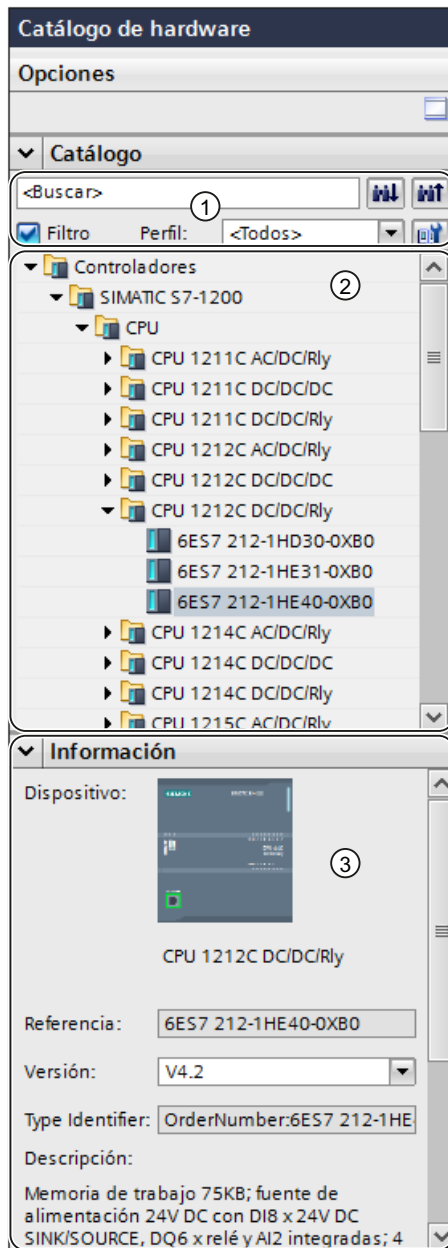 Catálogo de hardware
Opciones
Catálogo
<Buscar>
1
Filtro Perfil: <Todos>
Controladores
2
SIMATIC S7-1200
CPU
CPU 1211C AC/DC/Rly
CPU 1211C DC/DC/DC
CPU 1211C DC/DC/Rly
CPU 1212C AC/DC/Rly
CPU 1212C DC/DC/DC
CPU 1212C DC/DC/Rly
6ES7 212-1HD30-0XB0
6ES7 212-1HE31-0XB0
6ES7 212-1HE40-0XB0
CPU 1214C AC/DC/Rly
CPU 1214C DC/DC/DC
CPU 1214C DC/DC/Rly
CPU 1215C AC/DC/Rly
Información
Dispositivo:
SIEMENS
3
CPU 1212C DC/DC/Rly
Referencia: 6ES7 212-1HE40-0XB0
Versión: V4.2
Type Identifier: OrderNumber:6ES7 212-1HE
Descripción:
Memoria de trabajo 75KB; fuente de
alimentación 24V DC con DI8 x 24V DC
SINK/SOURCE, DQ6 x relé y AI2 integradas; 4